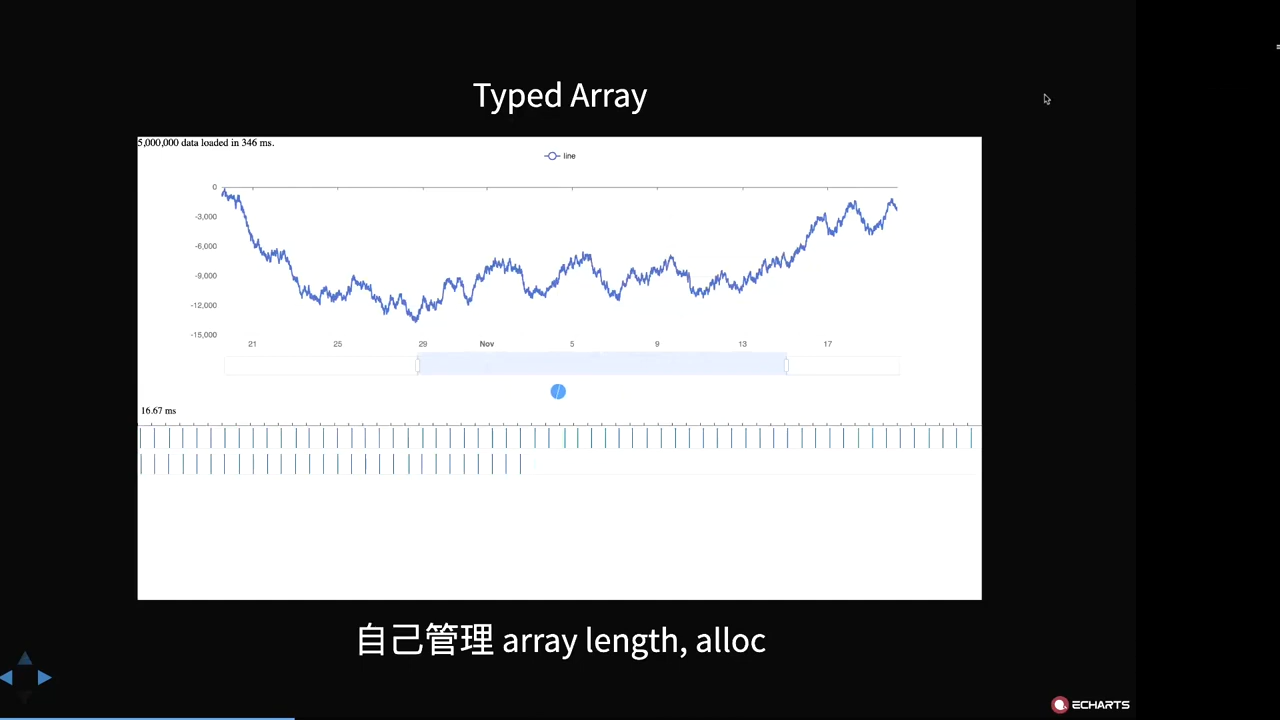 Typed Array
5,000,000 data loaded in 346 ms.
line
0
-3,000
-6,000
-9,000
-12,000
-15,000
21 25 29 Nov 5 9 13 17
16.67 ms
自己管理 array length, alloc
ECHARTS